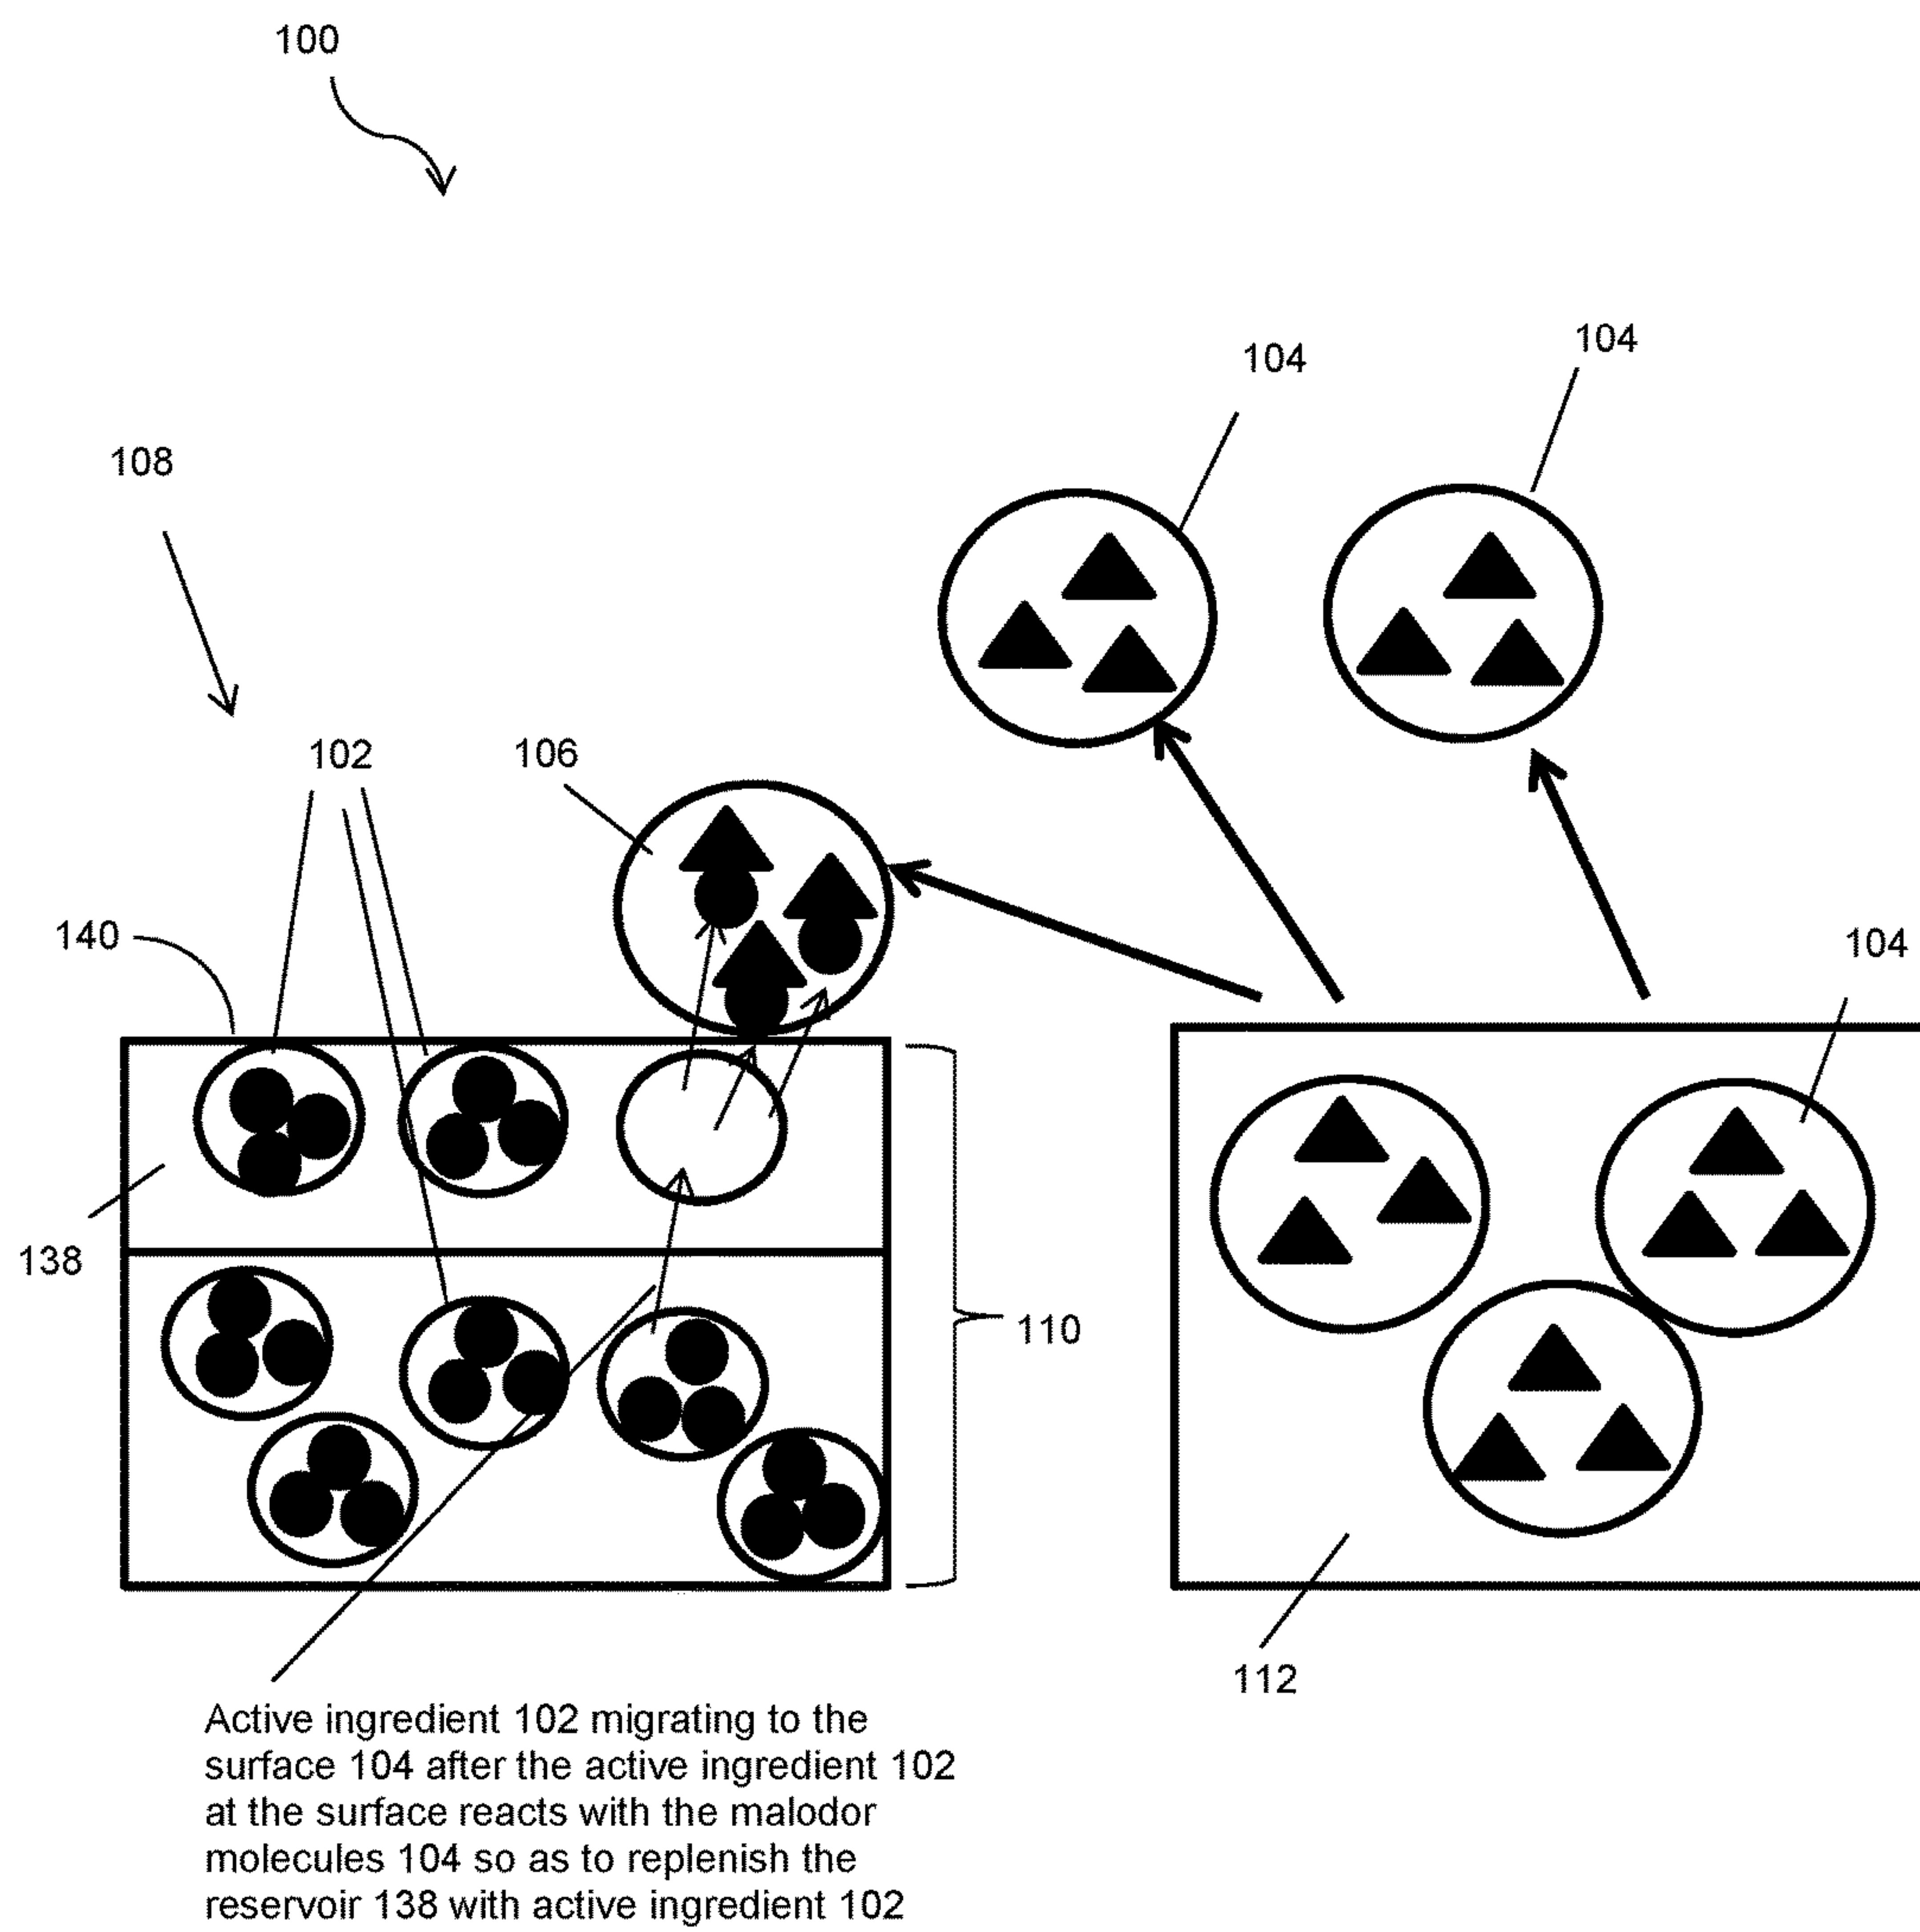 100
104
104
108
102
106
140
104
138
110
112
Active ingredient 102 migrating to the
surface 104 after the active ingredient 102
at the surface reacts with the malodor
molecules 104 so as to replenish the
reservoir 138 with active ingredient 102